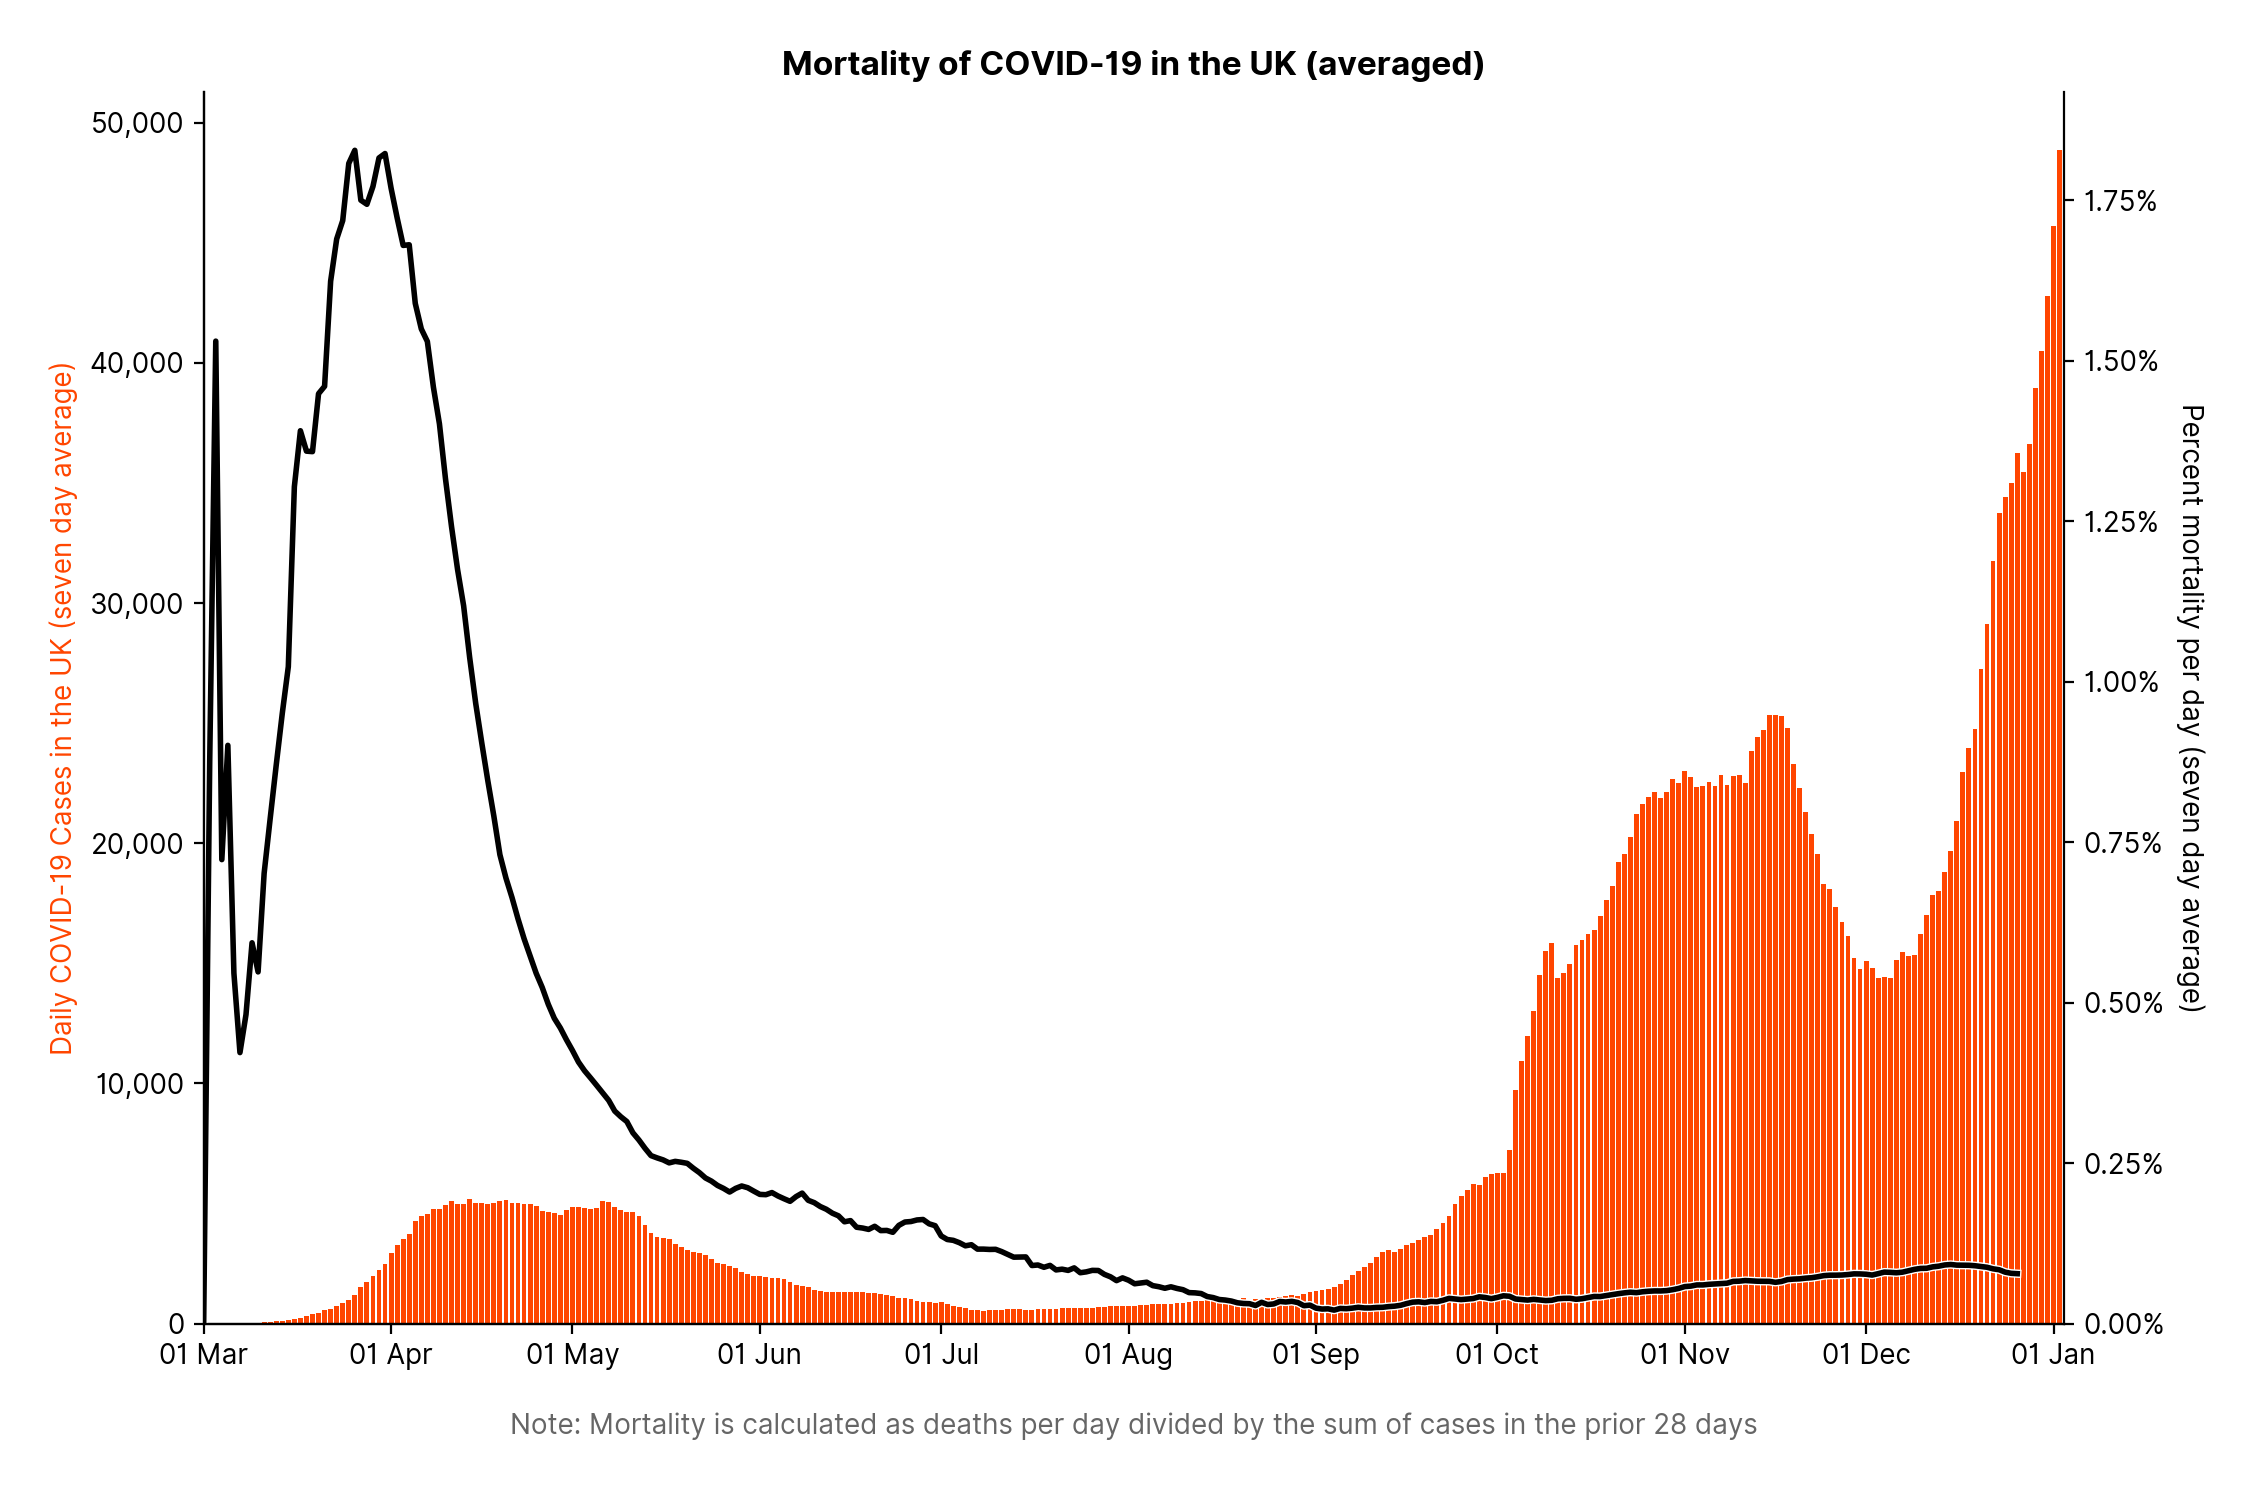 Mortality of COVID-19 in the UK (averaged)
Daily COVID-19 Cases in the UK (seven day average)
50,000
40,000
30,000
20,000
10,000
0
1.75%
1.50%
1.25%
1.00%
0.75%
0.50%
0.25%
0.00%
Percent mortality per day (seven day average)
01 Mar
01 Apr
01 May
01 Jun
01 Jul
01 Aug
01 Sep
01 Oct
01 Nov
01 Dec
01 Jan
Note: Mortality is calculated as deaths per day divided by the sum of cases in the prior 28 days